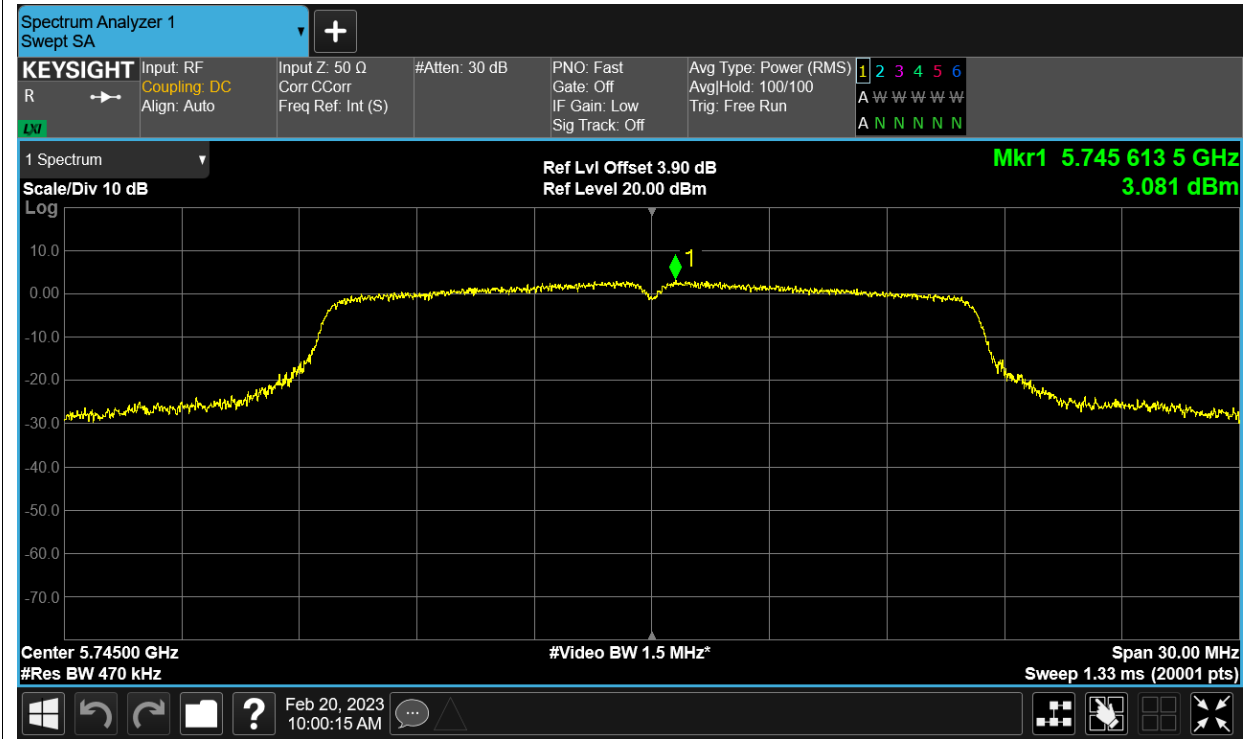 Spectrum Analyzer 1
Swept SA
KEYSIGHT
R
LXI
Input: RF
Coupling: DC
Align: Auto
Input Z: 50 Ω
Corr CCorr
Freq Ref: Int (S)
#Atten: 30 dB
PNO: Fast
Gate: Off
IF Gain: Low
Sig Track: Off
Avg Type: Power (RMS)
Avg|Hold: 100/100
Trig: Free Run
1 2 3 4 5 6
A W W W W W
A N N N N N
1 Spectrum
Scale/Div 10 dB
Log
Ref Lvl Offset 3.90 dB
Ref Level 20.00 dBm
Mkr1 5.745 613 5 GHz
3.081 dBm
1
10.0
0.00
-10.0
-20.0
-30.0
-40.0
-50.0
-60.0
-70.0
Center 5.74500 GHz
#Res BW 470 kHz
#Video BW 1.5 MHz*
Span 30.00 MHz
Sweep 1.33 ms (20001 pts)
?
Feb 20, 2023
10:00:15 AM